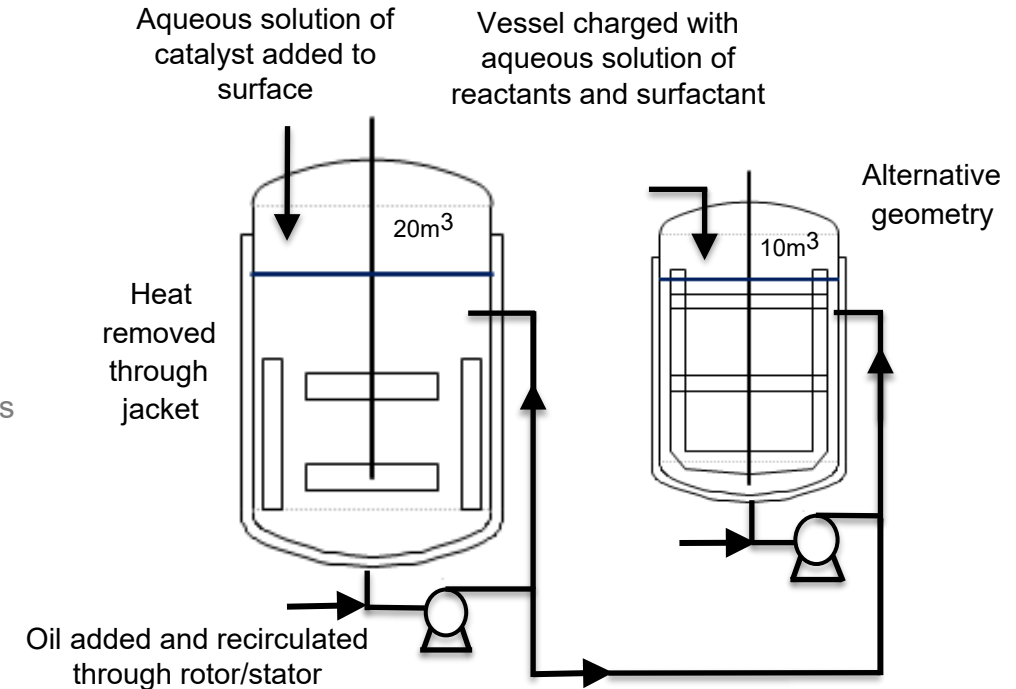 Aqueous solution of
catalyst added to
surface
Vessel charged with
aqueous solution of
reactants and surfactant
Alternative
geometry
20m3
10m3
Heat
removed
through
jacket
s
Oil added and recirculated
through rotor/stator